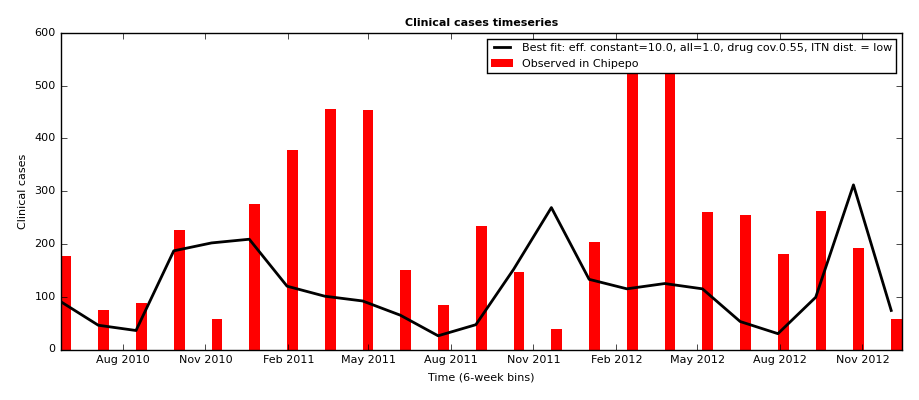 Clinical cases timeseries
Best fit: eff. constant=10.0, all=1.0, drug cov.0.55, ITN dist. = low
Observed in Chipepo
600
500
400
300
200
100
0
Clinical cases
Aug 2010 Nov 2010 Feb 2011 May 2011 Aug 2011 Nov 2011 Feb 2012 May 2012 Aug 2012 Nov 2012
Time (6-week bins)